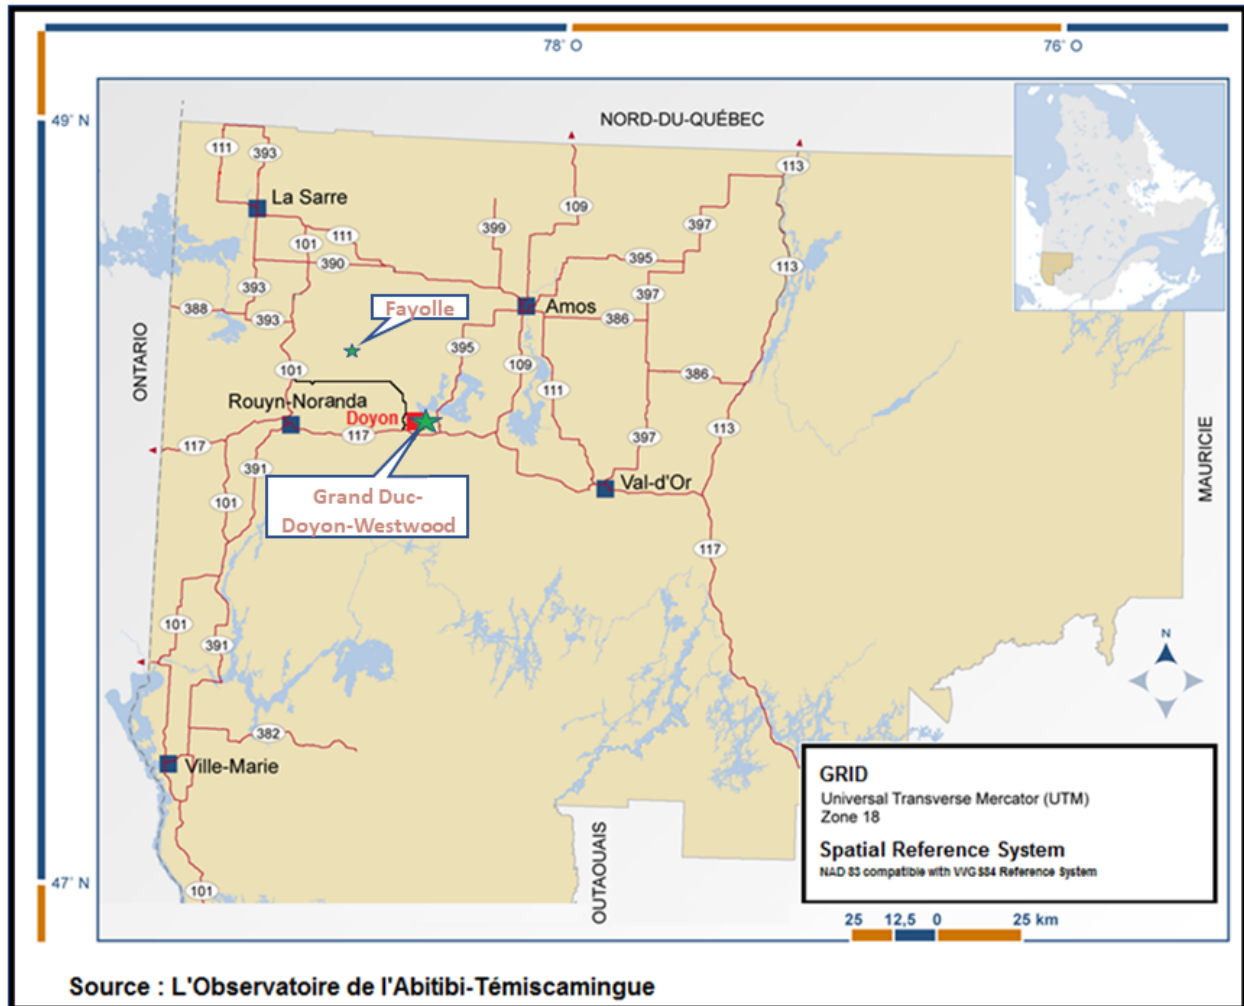 78° O
76° O
49° N
NORD-DU-QUÉBEC
111
393
113
La Sarre
109
399
397
101
111
395
390
113
393
397
388
393
Fayolle
Amos
386
ONTARIO
395
101
109
386
111
Rouyn-Noranda
Doyon
117
117
113
397
391
MAURICIE
Val-d'Or
Grand Duc-
Doyon-Westwood
101
117
101
391
N
382
Ville-Marie
GRID
Universal Transverse Mercator (UTM)
Zone 18
Spatial Reference System
NAD 83 compatible with WGS84 Reference System
OUTAOUAIS
47° N
101
25 12,5 0 25 km
Source : L'Observatoire de l'Abitibi-Témiscamingue